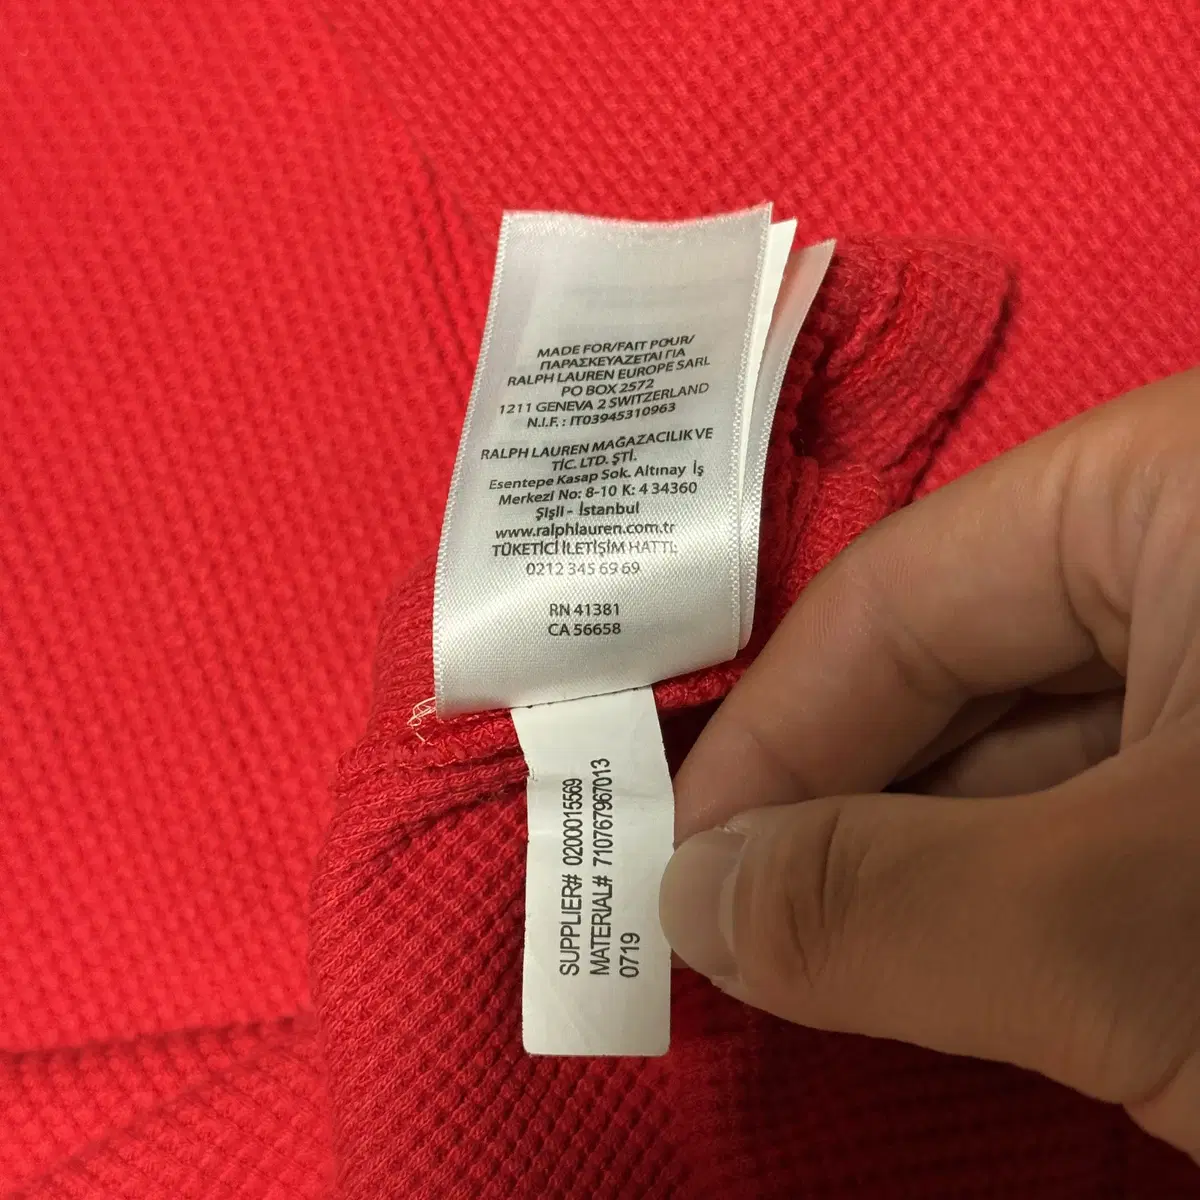 MADE FOR/FAIT POUR/
ΠΑΡΑΣΚΕΥΑΖΕΤΑΙ ΓΙΑ
RALPH LAUREN EUROPE SARL
PO BOX 2572
1211 GENEVA 2 SWITZERLAND
N.I.F. : IT03945310963
RALPH LAUREN MAĞAZACILIK VE
TİC. LTD. ŞTİ.
Esentepe Kasap Sok. Altınay İş
Merkezi No: 8-10 K: 4 34360
Şişli - İstanbul
www.ralphlauren.com.tr
TÜKETİCİ İLETİŞİM HATTI:
0212 345 69 69
RN 41381
CA 56658
SUPPLIER# 0200015569
MATERIAL# 710767967013
0719